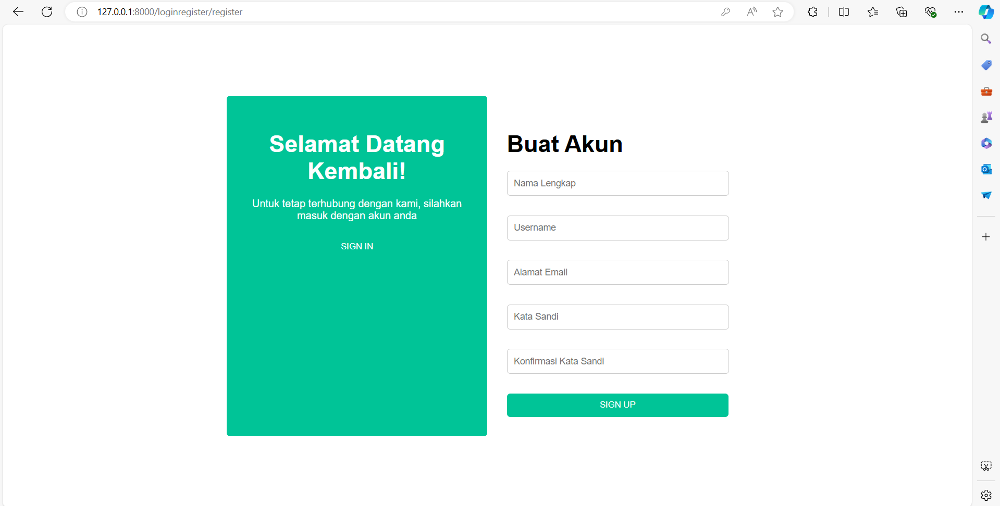 127.0.0.1:8000/loginregister/register
Selamat Datang
Kembali!
Untuk tetap terhubung dengan kami, silahkan
masuk dengan akun anda
SIGN IN
Buat Akun
Nama Lengkap
Username
Alamat Email
Kata Sandi
Konfirmasi Kata Sandi
SIGN UP